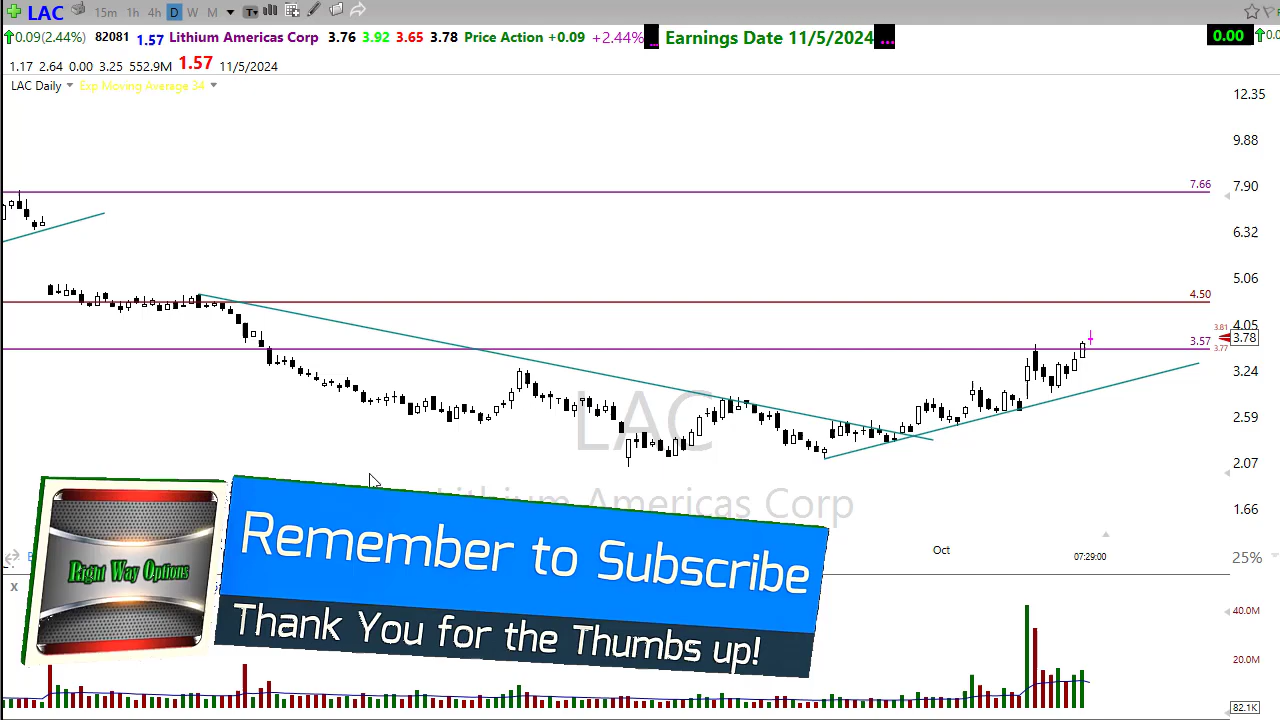 LAC 15m 1h 4h D W M T
0.09(2.44%) 82081 1.57 Lithium Americas Corp 3.76 3.92 3.65 3.78 Price Action +0.09 +2.44% ... Earnings Date 11/5/2024 ... 0.00
1.17 2.64 0.00 3.25 552.9M 1.57 11/5/2024
LAC Daily Exp Moving Average 34
12.35
9.88
7.66 7.90
6.32
5.06
4.50
4.05
3.81
3.78
3.57
3.77
3.24
2.59
LAC
2.07
Lithium Americas Corp
1.66
Oct
07:29:00
25%
X
Right Way Options
Remember to Subscribe
Thank You for the Thumbs up!
40.0M
20.0M
82.1K